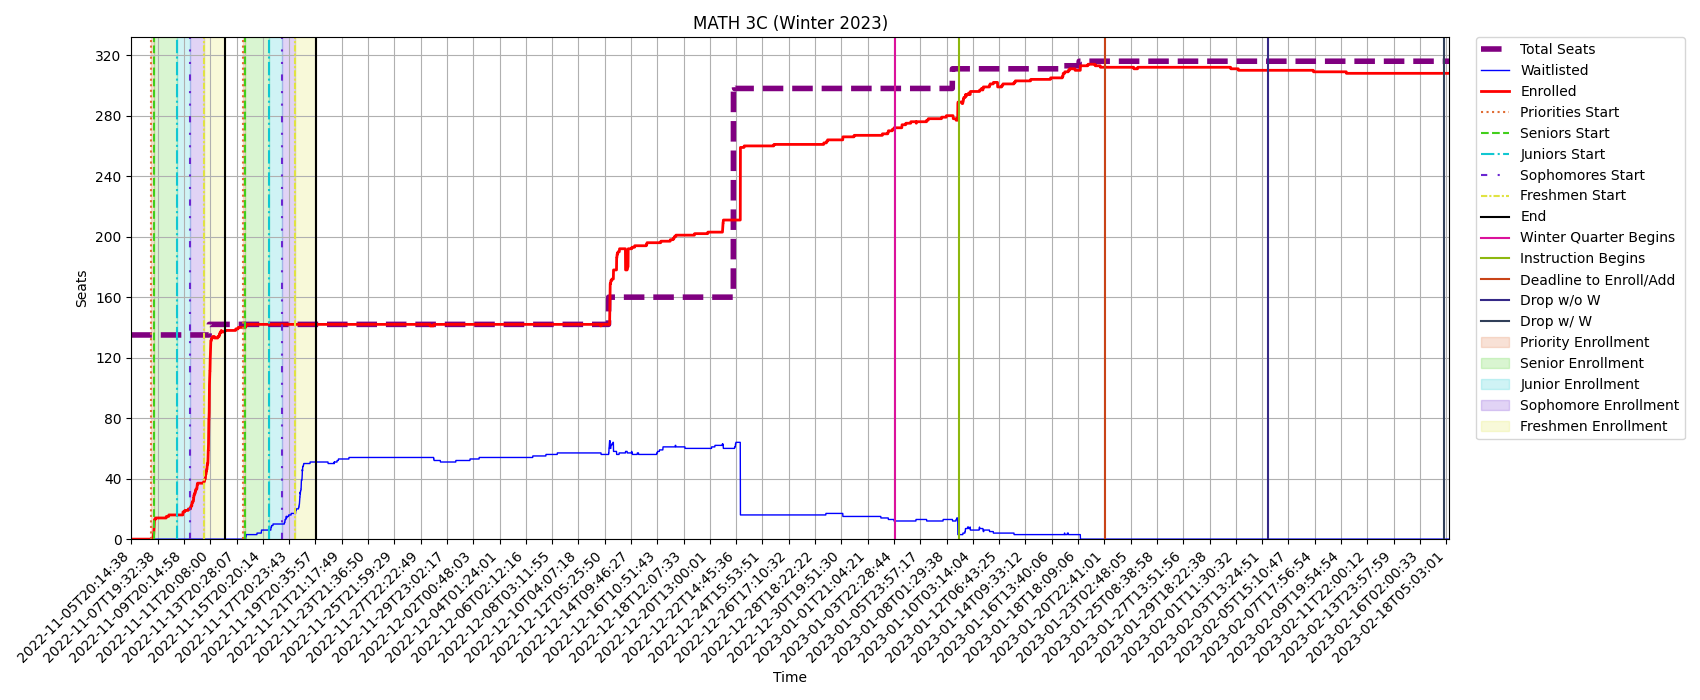 MATH 3C (Winter 2023)
Seats
320
280
240
200
160
120
80
40
0
2022-11-05T20:14:38
2022-11-07T19:32:38
2022-11-09T20:14:58
2022-11-11T20:08:00
2022-11-13T20:28:07
2022-11-15T20:20:14
2022-11-17T20:23:43
2022-11-19T20:35:57
2022-11-21T21:17:49
2022-11-23T21:36:50
2022-11-25T21:59:29
2022-11-27T22:22:49
2022-11-29T23:02:17
2022-12-02T00:48:03
2022-12-04T01:24:01
2022-12-06T02:12:16
2022-12-08T03:11:55
2022-12-10T04:07:18
2022-12-12T05:25:50
2022-12-14T09:46:27
2022-12-16T10:51:43
2022-12-18T12:07:33
2022-12-20T13:00:01
2022-12-22T14:45:36
2022-12-24T15:53:51
2022-12-26T17:10:32
2022-12-28T18:22:22
2022-12-30T19:51:30
2023-01-01T21:04:21
2023-01-03T22:28:44
2023-01-05T23:57:17
2023-01-08T01:29:38
2023-01-10T03:14:04
2023-01-12T06:43:25
2023-01-14T09:33:12
2023-01-16T13:40:06
2023-01-18T18:09:06
2023-01-20T22:41:01
2023-01-23T02:48:05
2023-01-25T08:38:58
2023-01-27T13:51:56
2023-01-29T18:22:38
2023-02-01T11:30:32
2023-02-03T13:24:51
2023-02-05T15:10:47
2023-02-07T17:56:54
2023-02-09T19:54:54
2023-02-11T22:00:12
2023-02-13T23:57:59
2023-02-16T02:00:33
2023-02-18T05:03:01
Time
Total Seats
Waitlisted
Enrolled
Priorities Start
Seniors Start
Juniors Start
Sophomores Start
Freshmen Start
End
Winter Quarter Begins
Instruction Begins
Deadline to Enroll/Add
Drop w/o W
Drop w/ W
Priority Enrollment
Senior Enrollment
Junior Enrollment
Sophomore Enrollment
Freshmen Enrollment